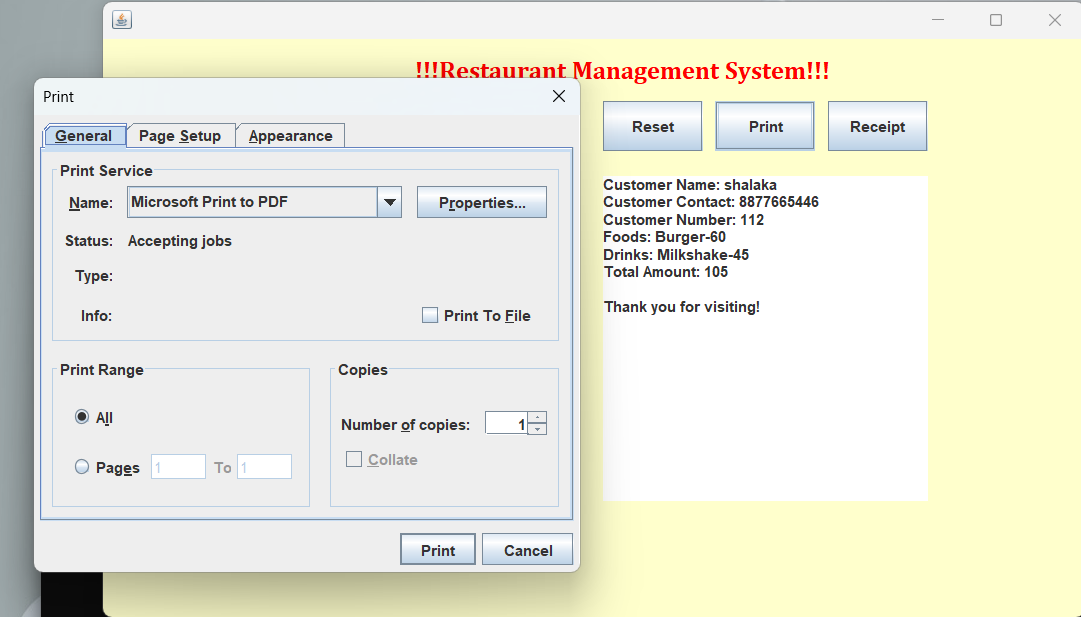 !!!Restaurant Management System!!!
Print
General Page Setup Appearance
Print Service
Name: Microsoft Print to PDF Properties...
Status: Accepting jobs
Type:
Info: Print To File
Print Range
All
Pages 1 To 1
Copies
Number of copies: 1
Collate
Print Cancel
Reset Print Receipt
Customer Name: shalaka
Customer Contact: 8877665446
Customer Number: 112
Foods: Burger-60
Drinks: Milkshake-45
Total Amount: 105
Thank you for visiting!